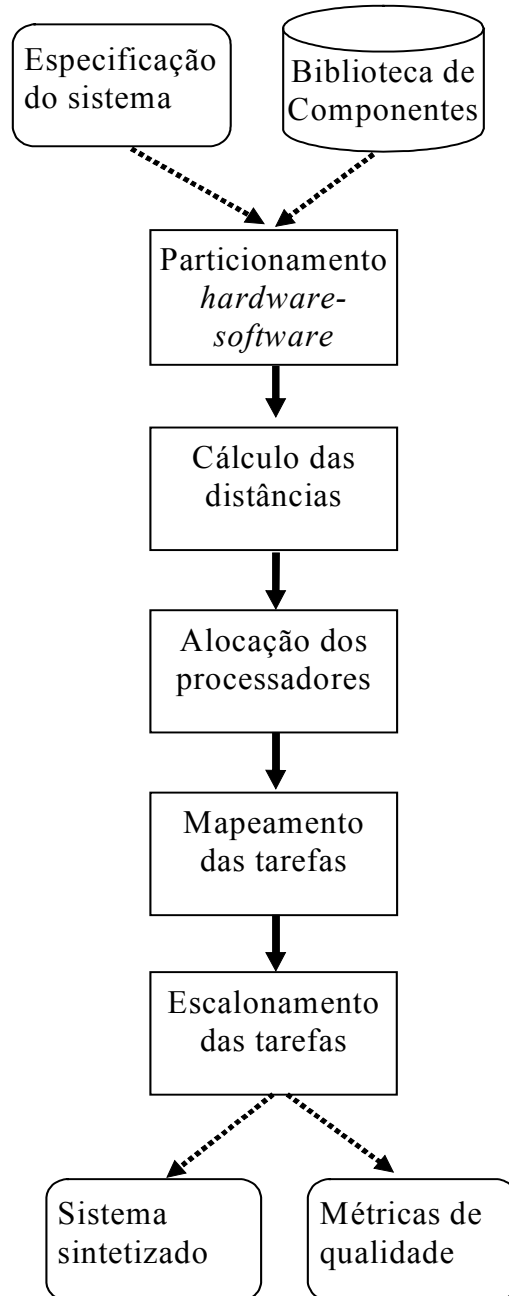 Especificação
do sistema
Biblioteca de
Componentes
Particionamento
hardware-
software
Cálculo das
distâncias
Alocação dos
processadores
Mapeamento
das tarefas
Escalonamento
das tarefas
Sistema
sintetizado
Métricas de
qualidade